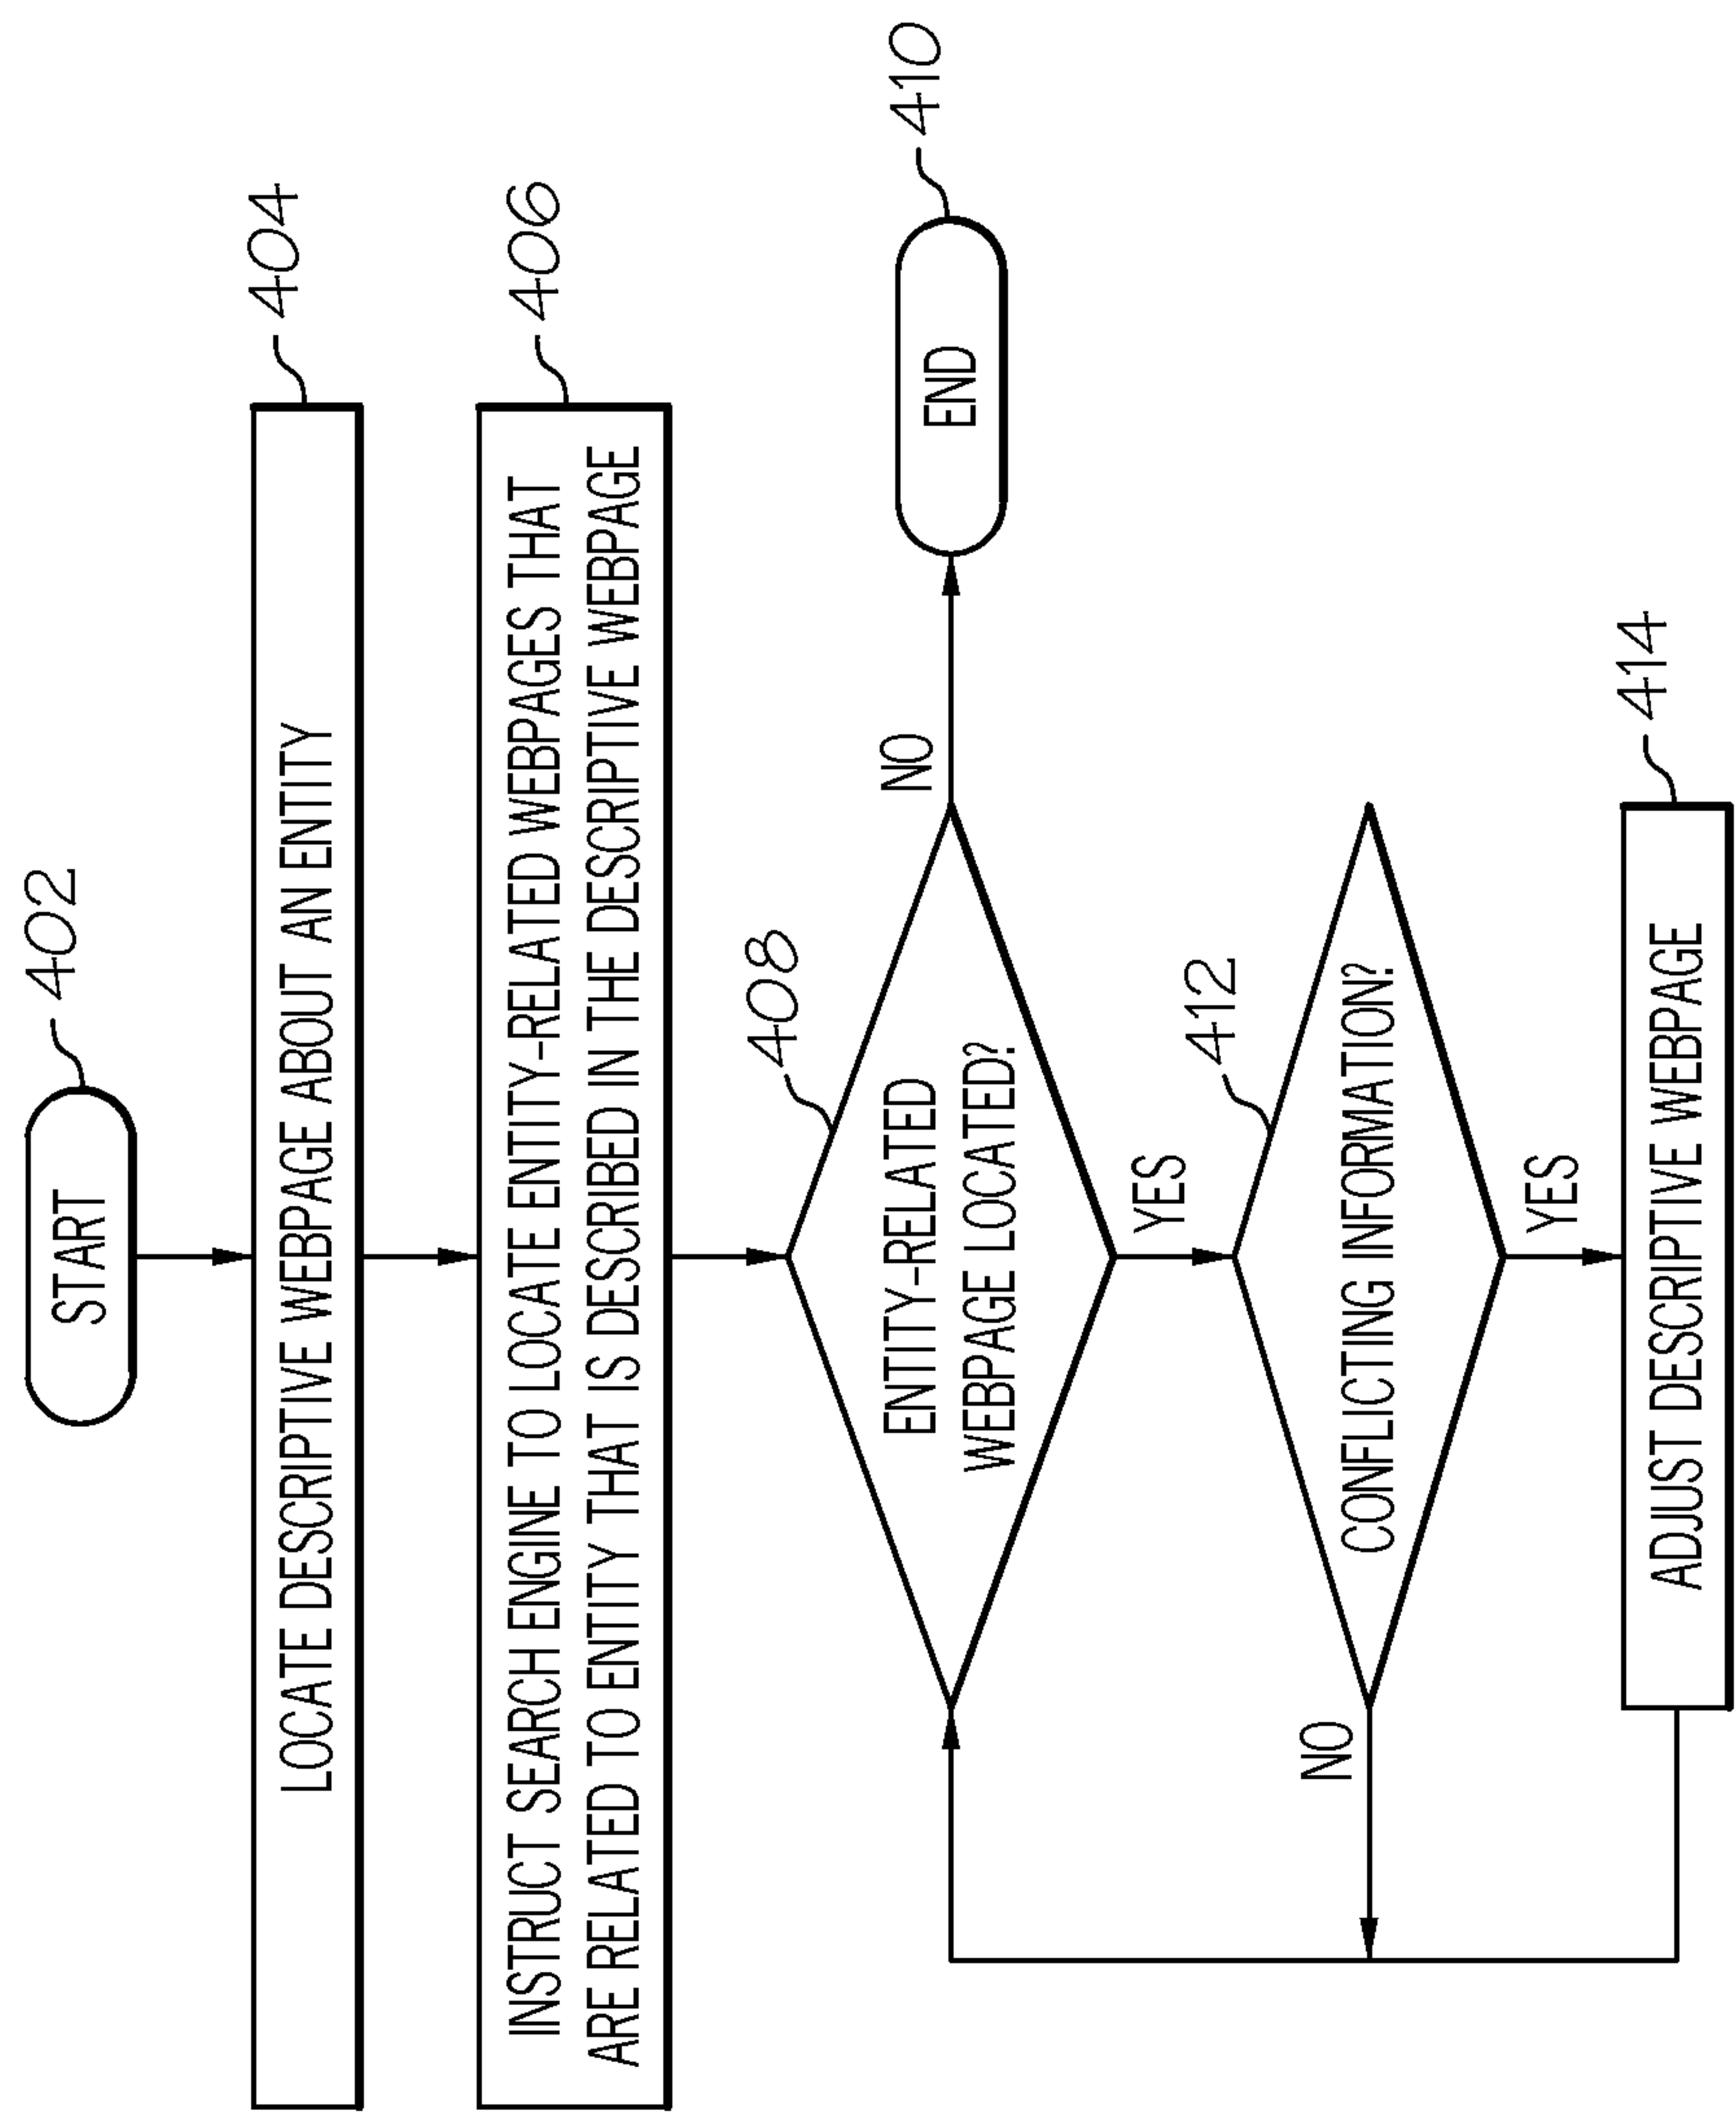 START
402
LOCATE DESCRIPTIVE WEBPAGE ABOUT AN ENTITY
404
INSTRUCT SEARCH ENGINE TO LOCATE ENTITY-RELATED WEBPAGES THAT
ARE RELATED TO ENTITY THAT IS DESCRIBED IN THE DESCRIPTIVE WEBPAGE
406
408
ENTITY-RELATED
WEBPAGE LOCATED?
NO
END
410
YES
412
CONFLICTING INFORMATION?
NO
YES
ADJUST DESCRIPTIVE WEBPAGE
414